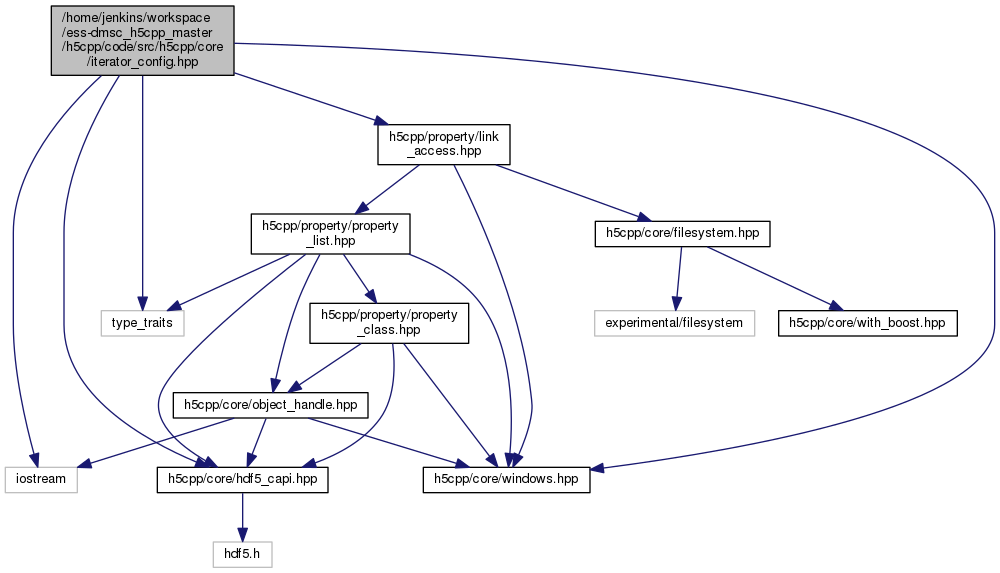 /home/jenkins/workspace
/ess-dmsc_h5cpp_master
/h5cpp/code/src/h5cpp/core
/iterator_config.hpp
h5cpp/property/link
_access.hpp
h5cpp/property/property
_list.hpp
h5cpp/core/filesystem.hpp
type_traits
h5cpp/property/property
_class.hpp
experimental/filesystem
h5cpp/core/with_boost.hpp
h5cpp/core/object_handle.hpp
iostream
h5cpp/core/hdf5_capi.hpp
h5cpp/core/windows.hpp
hdf5.h